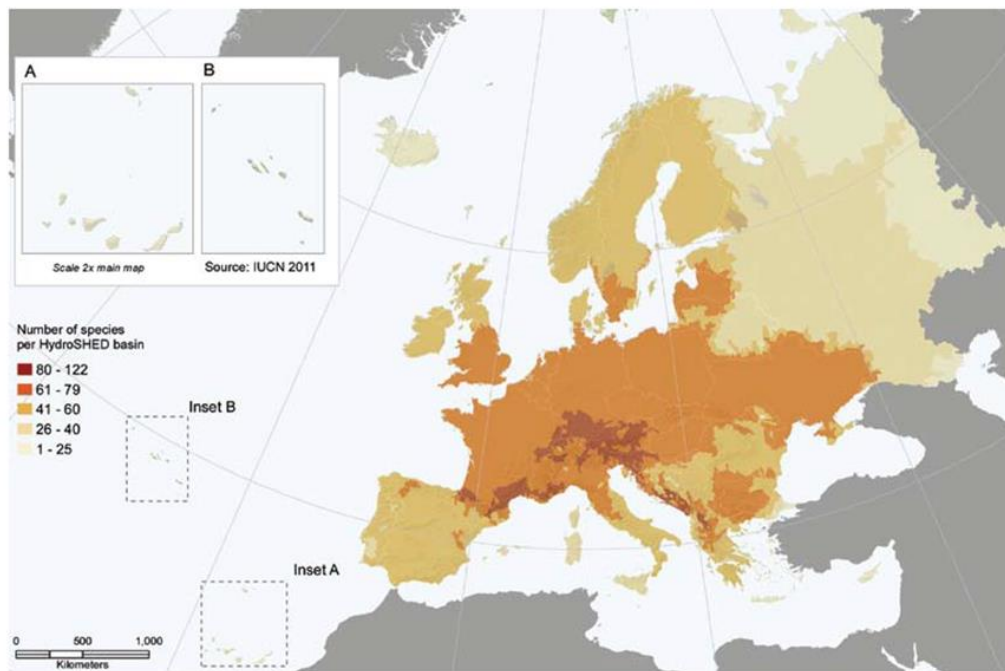 A
B
Scale 2x main map
Source: IUCN 2011
Number of species
per HydroSHED basin
80 - 122
61 - 79
41 - 60
26 - 40
1 - 25
Inset B
Inset A
0 500 1,000
Kilometers